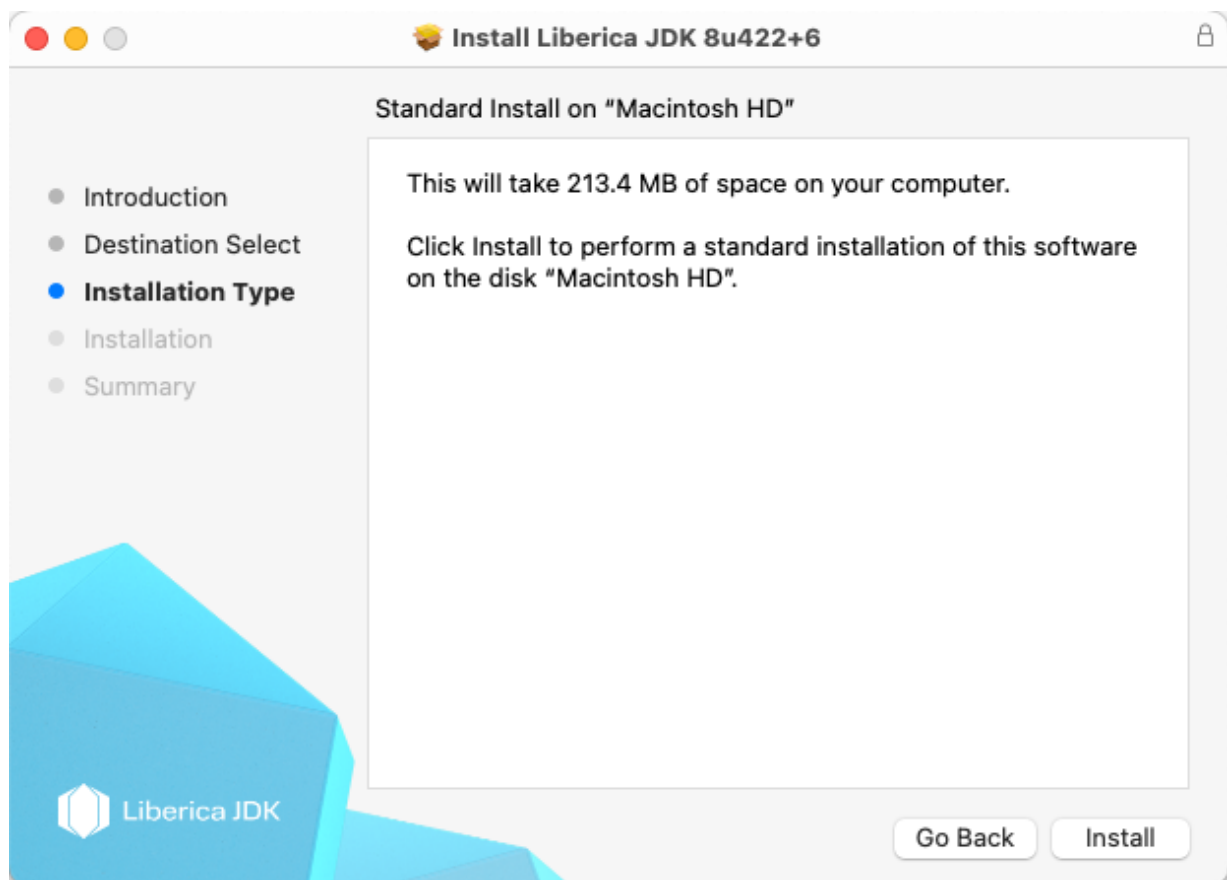 Install Liberica JDK 8u422+6
Standard Install on “Macintosh HD”
Introduction
Destination Select
Installation Type
Installation
Summary
This will take 213.4 MB of space on your computer.
Click Install to perform a standard installation of this software
on the disk “Macintosh HD”.
Liberica JDK
Go Back
Install